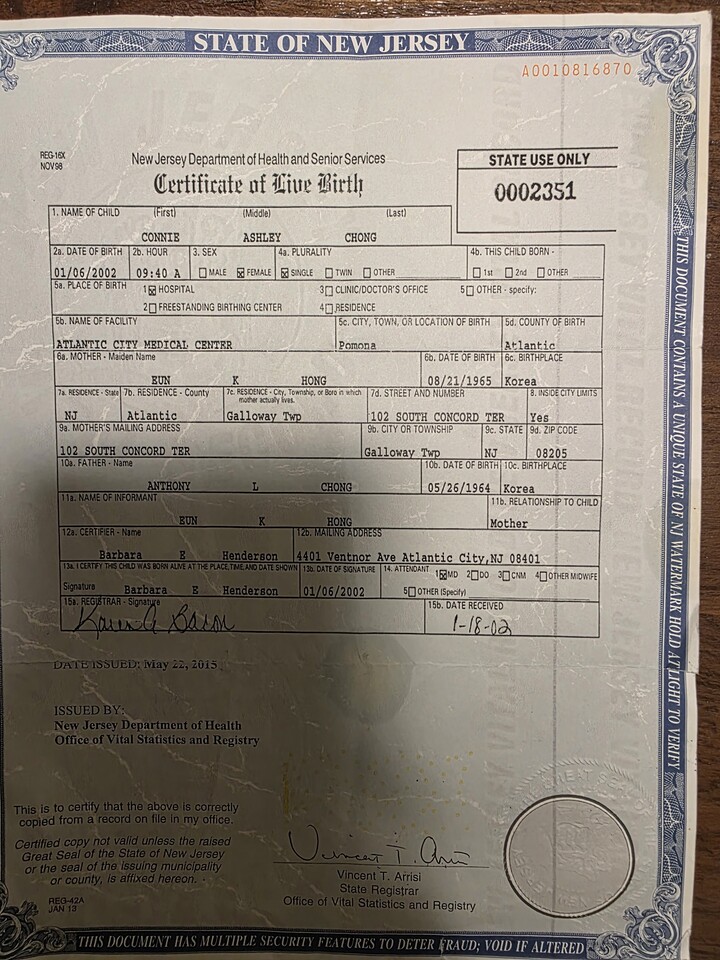 STATE OF NEW JERSEY
A0010816870
REG-16X
NOV98
New Jersey Department of Health and Senior Services
Certificate of Live Birth
STATE USE ONLY
0002351
1. NAME OF CHILD (First) (Middle) (Last)
CONNIE ASHLEY CHONG
2a. DATE OF BIRTH 2b. HOUR 3. SEX 4a. PLURALITY 4b. THIS CHILD BORN -
01/06/2002 09:40 A ☐ MALE ☒ FEMALE ☒ SINGLE ☐ TWIN ☐ OTHER ☐ 1st ☐ 2nd ☐ OTHER
5a. PLACE OF BIRTH 1☒ HOSPITAL 3☐ CLINIC/DOCTOR'S OFFICE 5☐ OTHER - specify:
2☐ FREESTANDING BIRTHING CENTER 4☐ RESIDENCE
5b. NAME OF FACILITY 5c. CITY, TOWN, OR LOCATION OF BIRTH 5d. COUNTY OF BIRTH
ATLANTIC CITY MEDICAL CENTER Pomona Atlantic
6a. MOTHER - Maiden Name 6b. DATE OF BIRTH 6c. BIRTHPLACE
EUN K HONG 08/21/1965 Korea
7a. RESIDENCE - State 7b. RESIDENCE - County 7c. RESIDENCE - City, Township, or Boro in which mother actually lives. 7d. STREET AND NUMBER 8. INSIDE CITY LIMITS
NJ Atlantic Galloway Twp 102 SOUTH CONCORD TER Yes
9a. MOTHER'S MAILING ADDRESS 9b. CITY OR TOWNSHIP 9c. STATE 9d. ZIP CODE
102 SOUTH CONCORD TER Galloway Twp NJ 08205
10a. FATHER - Name 10b. DATE OF BIRTH 10c. BIRTHPLACE
ANTHONY L CHONG 05/26/1964 Korea
11a. NAME OF INFORMANT 11b. RELATIONSHIP TO CHILD
EUN K HONG Mother
12a. CERTIFIER - Name 12b. MAILING ADDRESS
Barbara E Henderson 4401 Ventnor Ave Atlantic City,NJ 08401
13a. I CERTIFY THIS CHILD WAS BORN ALIVE AT THE PLACE, TIME, AND DATE SHOWN 13b. DATE OF SIGNATURE 14. ATTENDANT 1☒MD 2☐DO 3☐CNM 4☐OTHER MIDWIFE
Signature Barbara E Henderson 01/06/2002 5☐ OTHER (Specify)
15a. REGISTRAR - Signature 15b. DATE RECEIVED
Karen A Bacon 1-18-02
DATE ISSUED: May 22, 2015
ISSUED BY:
New Jersey Department of Health
Office of Vital Statistics and Registry
This is to certify that the above is correctly
copied from a record on file in my office.
Certified copy not valid unless the raised
Great Seal of the State of New Jersey
or the seal of the issuing municipality
or county, is affixed hereon.
REG-42A
JAN 13
Vincent T. Arrisi
Vincent T. Arrisi
State Registrar
Office of Vital Statistics and Registry
THIS DOCUMENT CONTAINS A UNIQUE STATE OF NJ WATERMARK HOLD AT LIGHT TO VERIFY
THIS DOCUMENT HAS MULTIPLE SECURITY FEATURES TO DETER FRAUD; VOID IF ALTERED